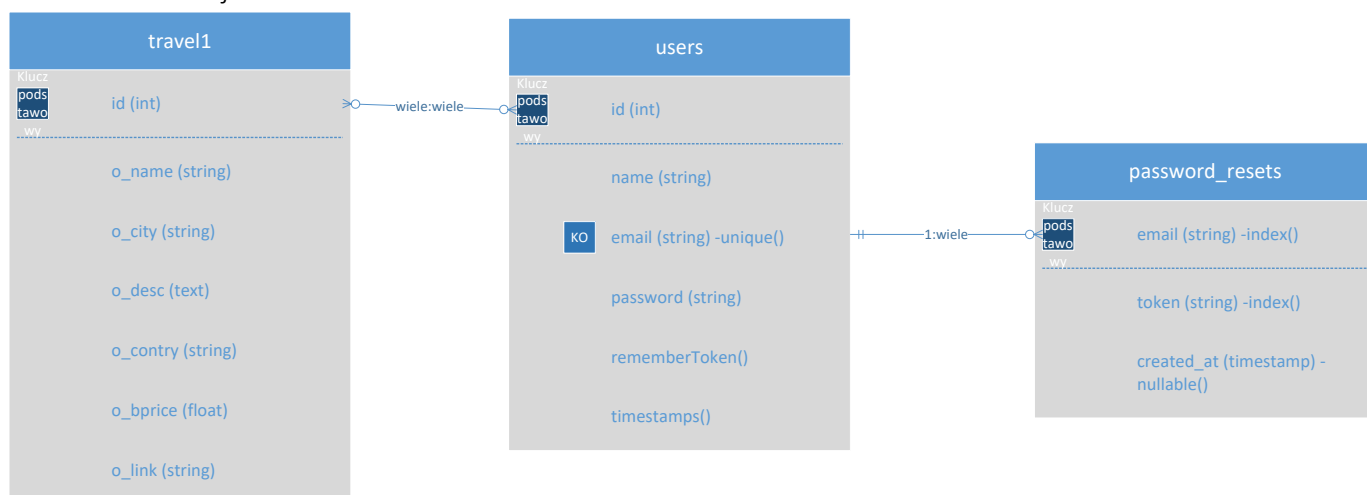 travel1
Klucz
pods
tawo
wy
id (int)
o_name (string)
o_city (string)
o_desc (text)
o_contry (string)
o_bprice (float)
o_link (string)
wiele:wiele
users
Klucz
pods
tawo
wy
id (int)
name (string)
KO
email (string) -unique()
password (string)
rememberToken()
timestamps()
1:wiele
password_resets
Klucz
pods
tawo
wy
email (string) -index()
token (string) -index()
created_at (timestamp) -
nullable()